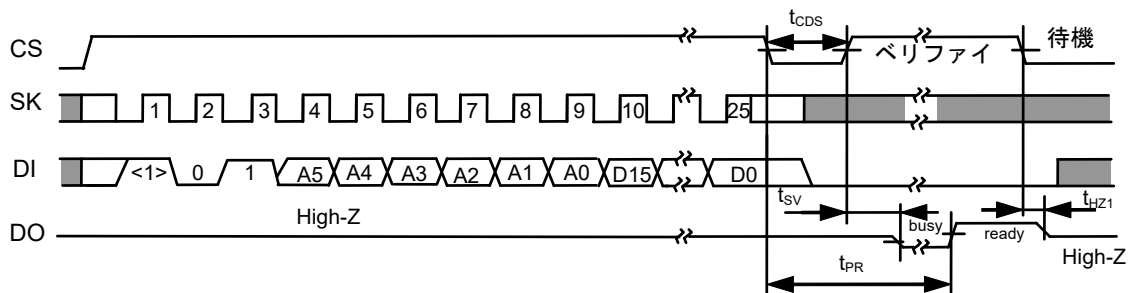 tCDS
CS ベリファイ 待機
SK 1 2 3 4 5 6 7 8 9 10 25
DI <1> 0 1 A5 A4 A3 A2 A1 A0 D15 D0
High-Z tSV busy ready tHZ1
DO High-Z
tPR